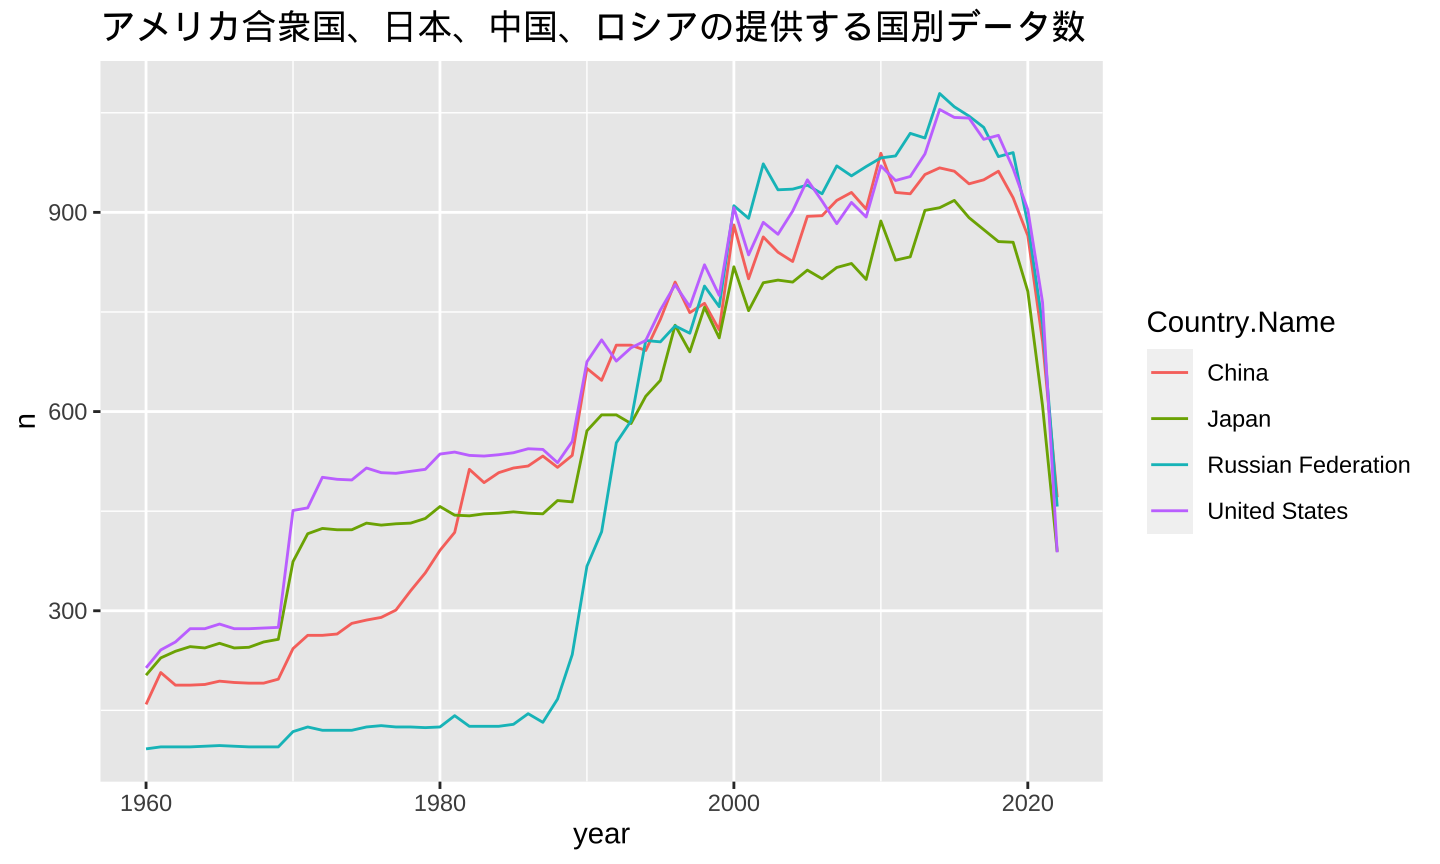 アメリカ合衆国、日本、中国、ロシアの提供する国別データ数
n
900
600
300
1960 1980 2000 2020
year
Country.Name
China
Japan
Russian Federation
United States